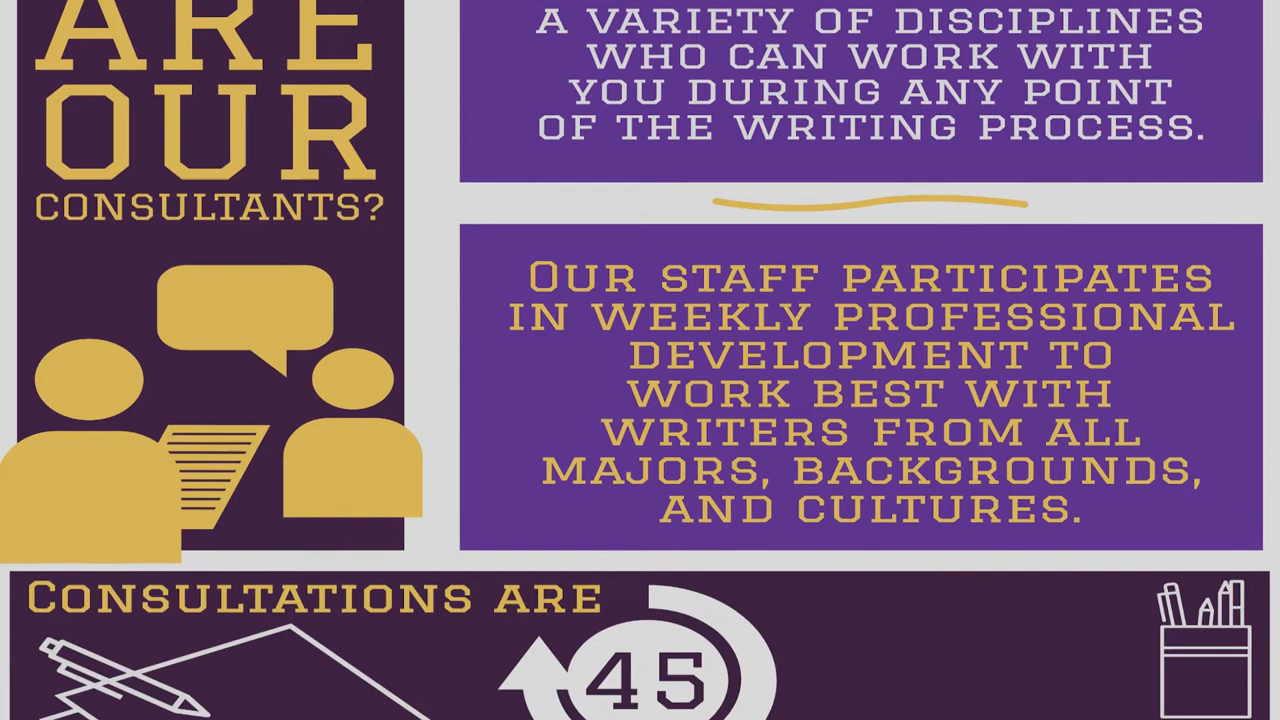 ARE
OUR
CONSULTANTS?
A VARIETY OF DISCIPLINES
WHO CAN WORK WITH
YOU DURING ANY POINT
OF THE WRITING PROCESS.
OUR STAFF PARTICIPATES
IN WEEKLY PROFESSIONAL
DEVELOPMENT TO
WORK BEST WITH
WRITERS FROM ALL
MAJORS, BACKGROUNDS,
AND CULTURES.
CONSULTATIONS ARE
45